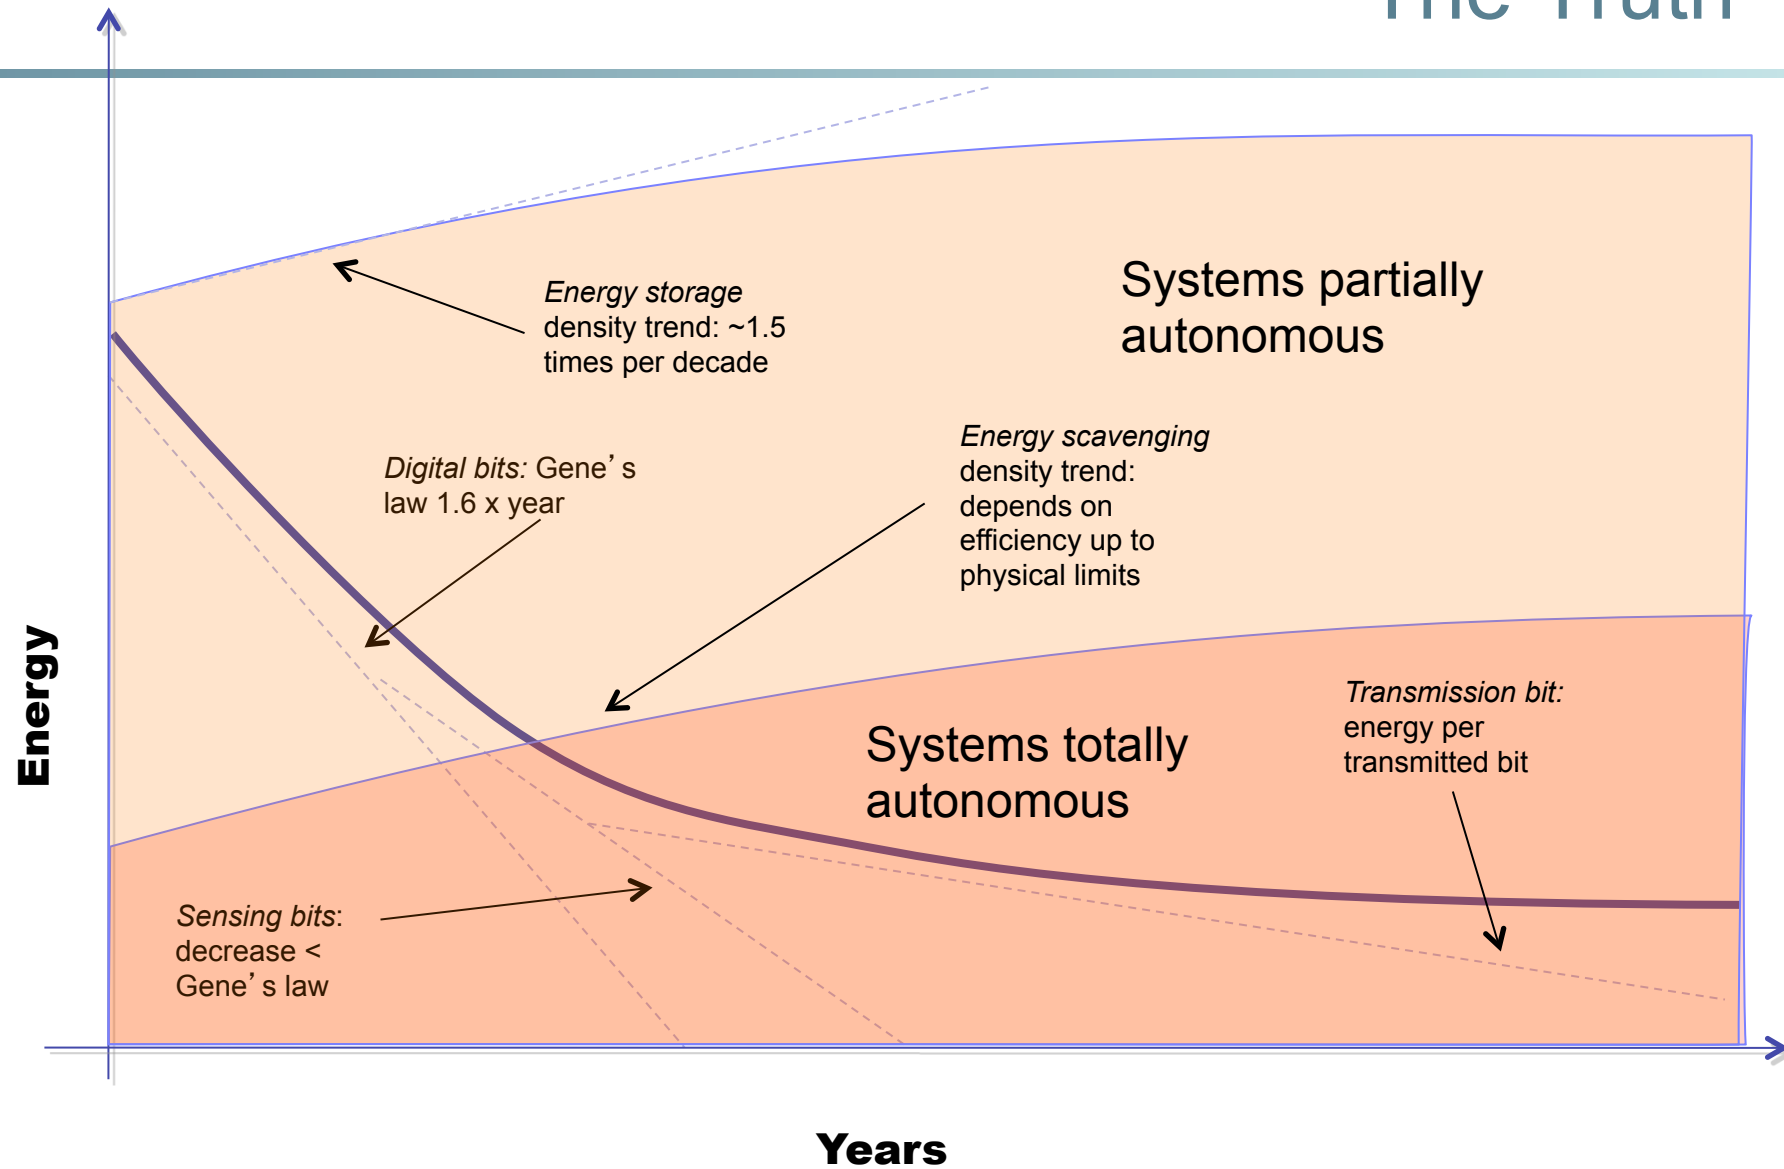 The Truth
Energy storage
density trend: ~1.5
times per decade
Systems partially
autonomous
Digital bits: Gene’s
law 1.6 x year
Energy scavenging
density trend:
depends on
efficiency up to
physical limits
Energy
Systems totally
autonomous
Transmission bit:
energy per
transmitted bit
Sensing bits:
decrease <
Gene’s law
Years